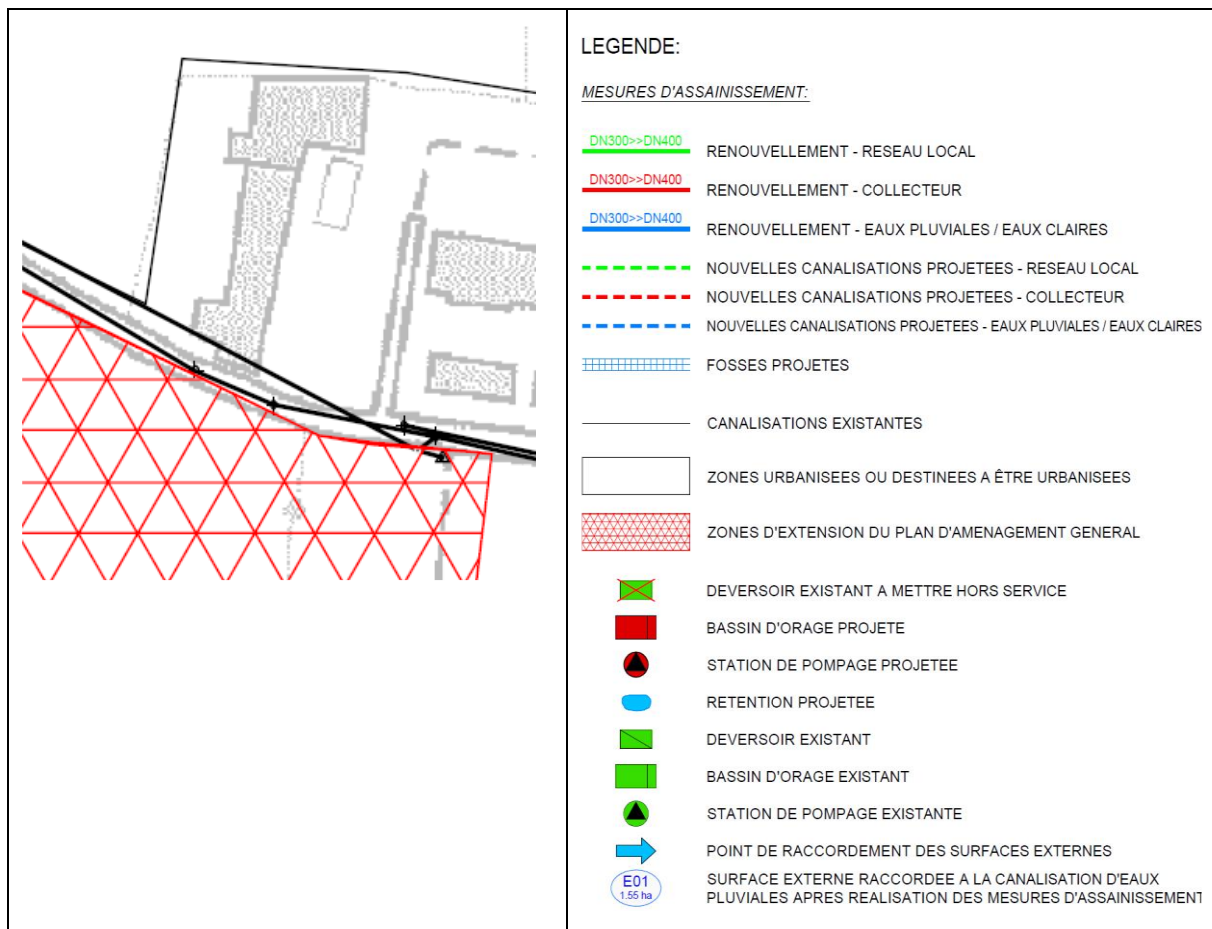 LEGENDE:
MESURES D'ASSAINISSEMENT:
DN300>>DN400
RENOUVELLEMENT - RESEAU LOCAL
DN300>>DN400
RENOUVELLEMENT - COLLECTEUR
DN300>>DN400
RENOUVELLEMENT - EAUX PLUVIALES / EAUX CLAIRES
NOUVELLES CANALISATIONS PROJETEES - RESEAU LOCAL
NOUVELLES CANALISATIONS PROJETEES - COLLECTEUR
NOUVELLES CANALISATIONS PROJETEES - EAUX PLUVIALES / EAUX CLAIRES
FOSSES PROJETES
CANALISATIONS EXISTANTES
ZONES URBANISEES OU DESTINEES A ÊTRE URBANISEES
ZONES D'EXTENSION DU PLAN D'AMENAGEMENT GENERAL
DEVERSOIR EXISTANT A METTRE HORS SERVICE
BASSIN D'ORAGE PROJETE
STATION DE POMPAGE PROJETEE
RETENTION PROJETEE
DEVERSOIR EXISTANT
BASSIN D'ORAGE EXISTANT
STATION DE POMPAGE EXISTANTE
POINT DE RACCORDEMENT DES SURFACES EXTERNES
E01
1.55 ha
SURFACE EXTERNE RACCORDEE A LA CANALISATION D'EAUX
PLUVIALES APRES REALISATION DES MESURES D'ASSAINISSEMENT